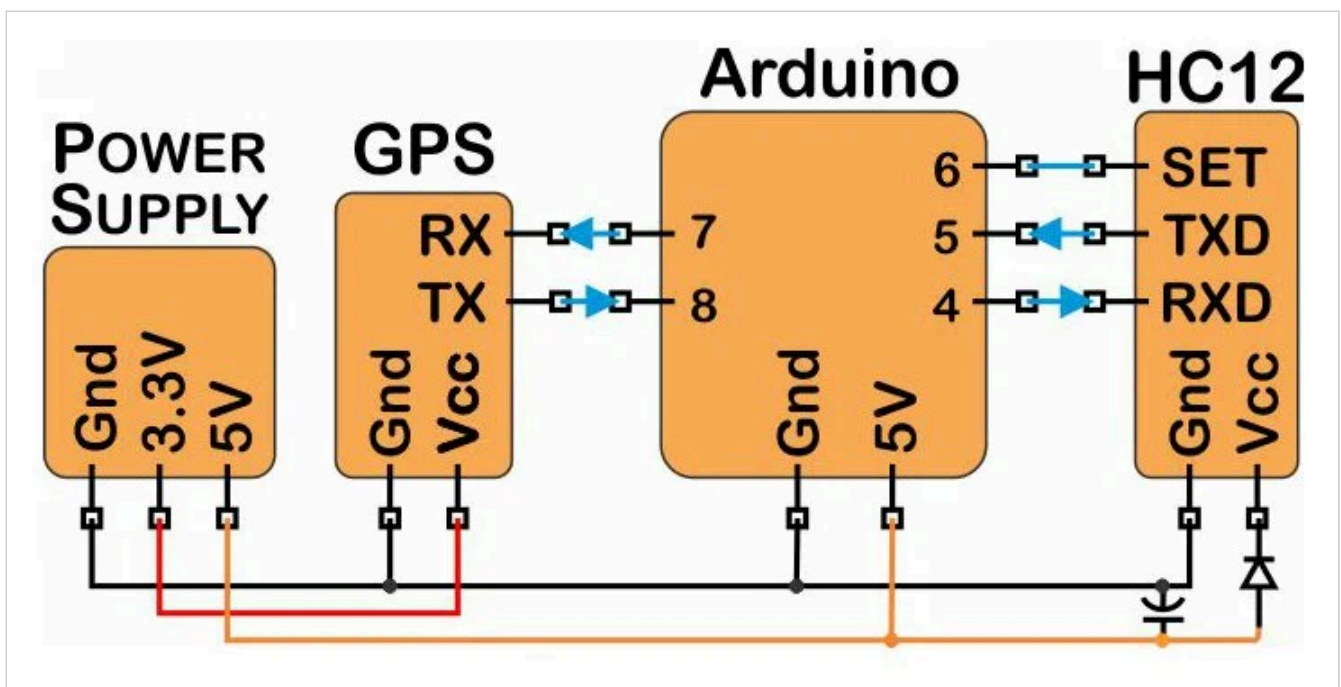 POWER
SUPPLY
Gnd
3.3V
5V
GPS
RX
TX
Gnd
Vcc
Arduino
7
8
6
5
4
Gnd
5V
HC12
SET
TXD
RXD
Gnd
Vcc